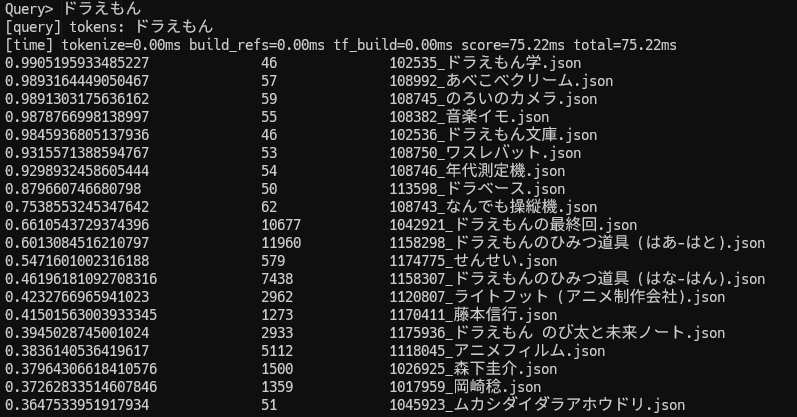 Query> ドラえもん
[query] tokens: ドラえもん
[time] tokenize=0.00ms build_refs=0.00ms tf_build=0.00ms score=75.22ms total=75.22ms
0.9905195933485227 46 102535_ドラえもん学.json
0.9893164449050467 57 108992_あべこべクリーム.json
0.9891303175636162 59 108745_のろいのカメラ.json
0.9878766998138997 55 108382_音楽イモ.json
0.9845936805137936 46 102536_ドラえもん文庫.json
0.9315571388594767 53 108750_ワスレバット.json
0.9298932458605444 54 108746_年代測定機.json
0.879660746680798 50 113598_ドラベース.json
0.7538553245347642 62 108743_なんでも操縦機.json
0.6610543729374396 10677 1042921_ドラえもんの最終回.json
0.6013084516210797 11960 1158298_ドラえもんのひみつ道具 (はあ-はと).json
0.5471601002316188 579 1174775_せんせい.json
0.46196181092708316 7438 1158307_ドラえもんのひみつ道具 (はな-はん).json
0.4232766965941023 2962 1120807_ライトフット (アニメ制作会社).json
0.41501563003933345 1273 1170411_藤本信行.json
0.3945028745001024 2933 1175936_ドラえもん のび太と未来ノート.json
0.3836140536419617 5112 1118045_アニメフィルム.json
0.37964306618410576 1500 1026925_森下圭介.json
0.37262833514607846 1359 1017959_岡崎稔.json
0.3647533951917934 51 1045923_ムカシダイダラアホウドリ.json